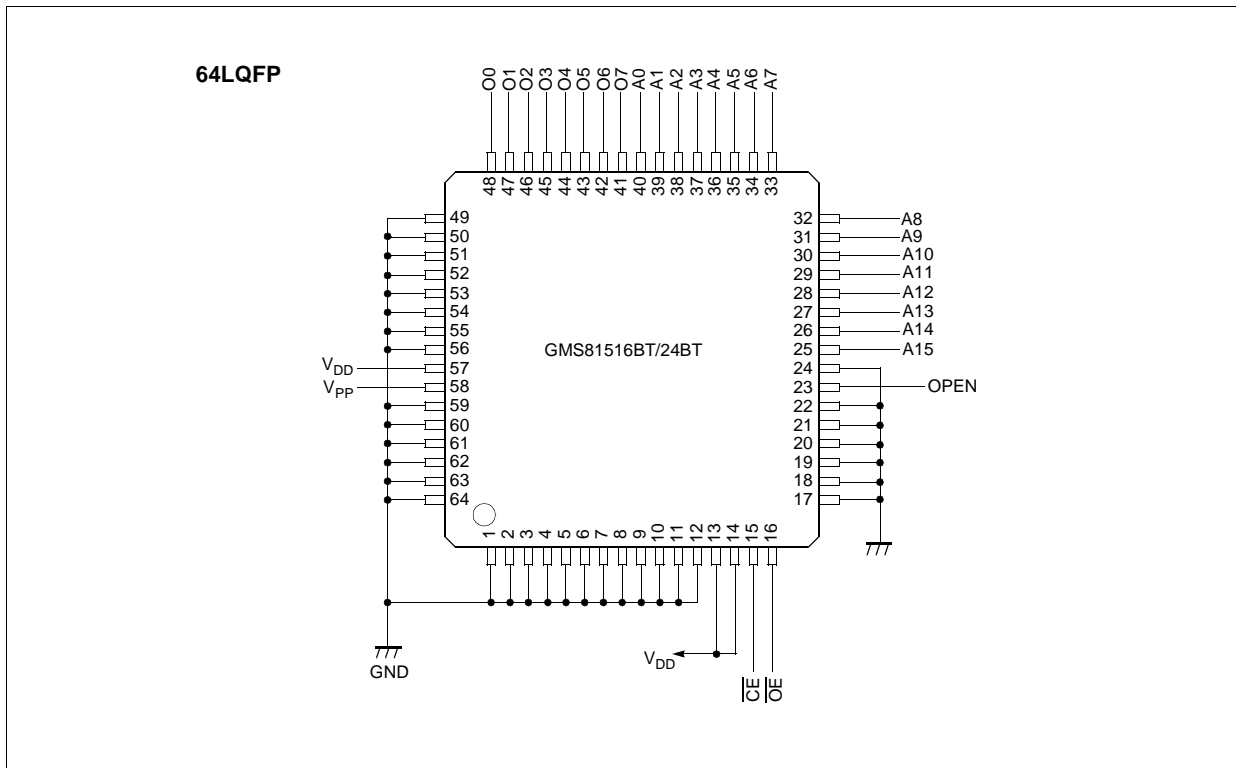 64LQFP
O0 O1 O2 O3 O4 O5 O6 O7 A0 A1 A2 A3 A4 A5 A6 A7
48 47 46 45 44 43 42 41 40 39 38 37 36 35 34 33
49 32 A8
50 31 A9
51 30 A10
52 29 A11
53 28 A12
54 27 A13
55 26 A14
56 25 A15
GMS81516BT/24BT
VDD 57 24
VPP 58 23 OPEN
59 22
60 21
61 20
62 19
63 18
64 17
1 2 3 4 5 6 7 8 9 10 11 12 13 14 15 16
GND
VDD
CE OE